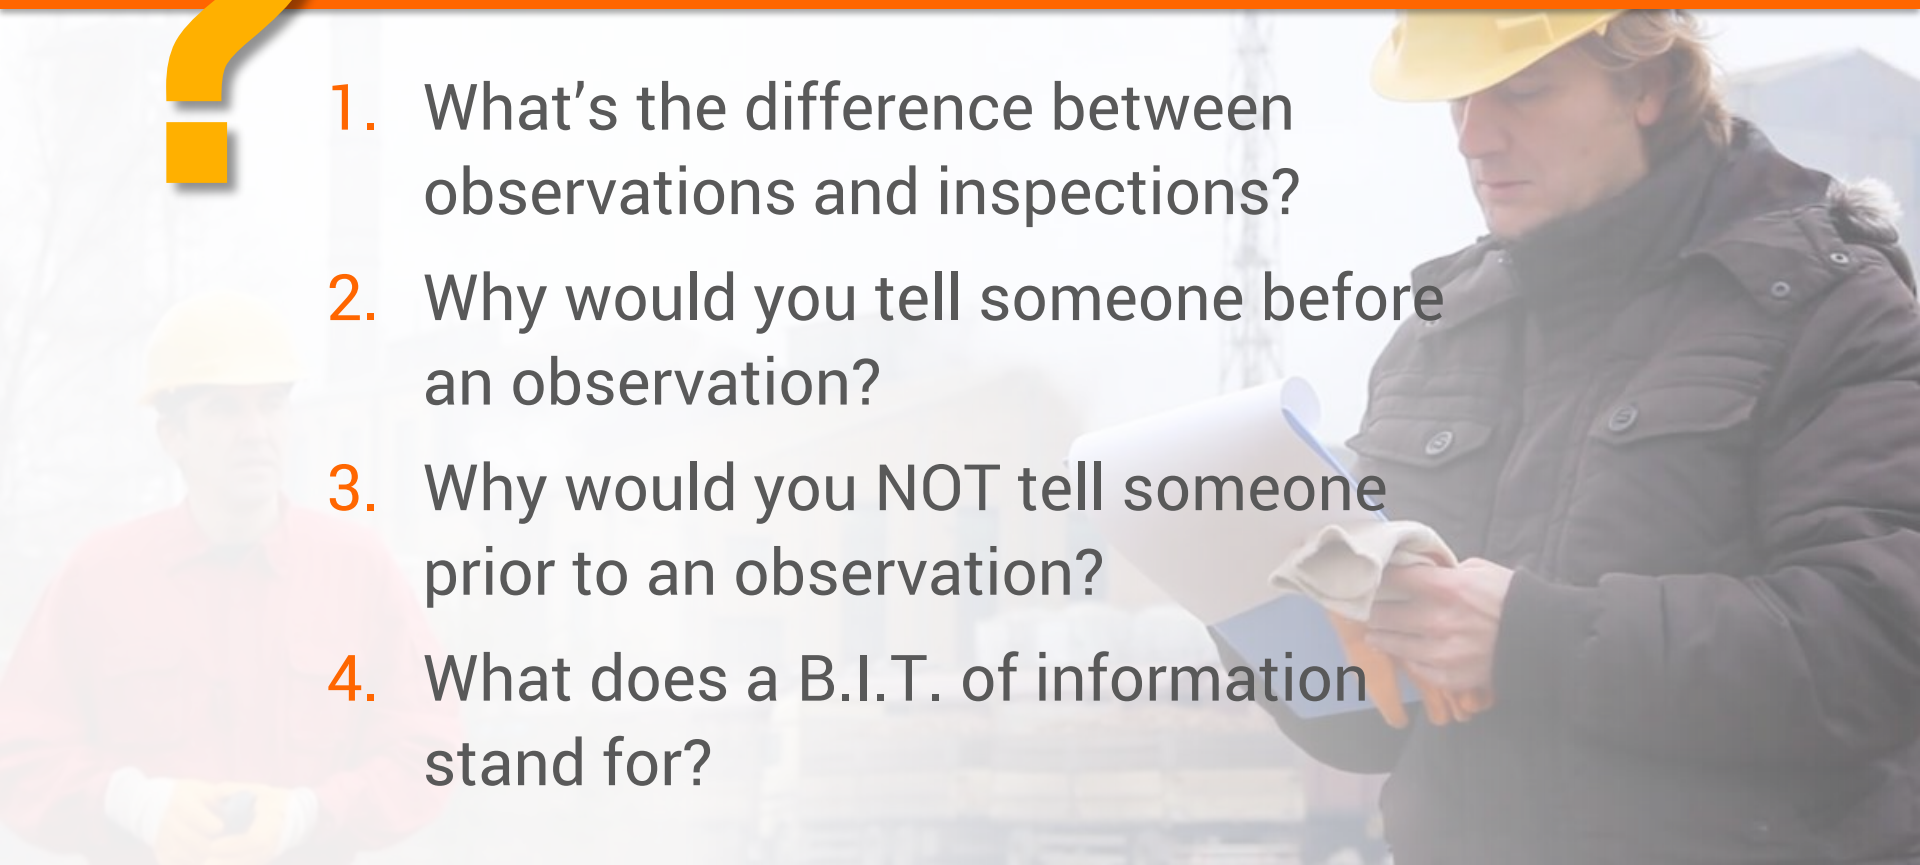 ?
1. What’s the difference between
observations and inspections?
2. Why would you tell someone before
an observation?
3. Why would you NOT tell someone
prior to an observation?
4. What does a B.I.T. of information
stand for?